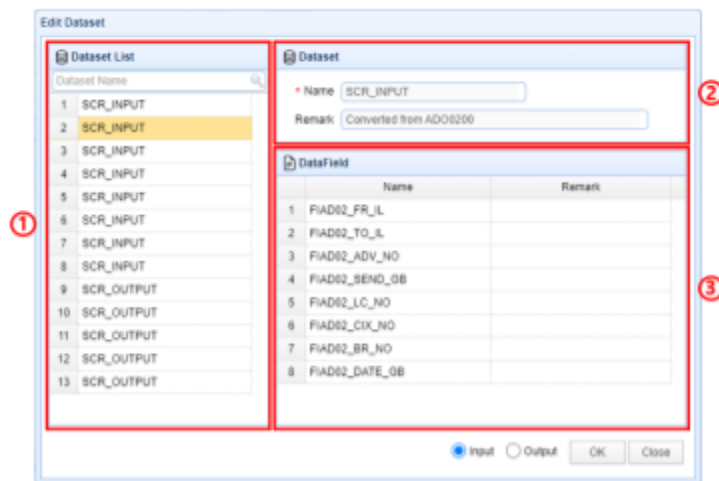 Edit Dataset
Dataset List
Dataset Name
1 SCR_INPUT
2 SCR_INPUT
3 SCR_INPUT
4 SCR_INPUT
5 SCR_INPUT
6 SCR_INPUT
7 SCR_INPUT
8 SCR_INPUT
9 SCR_OUTPUT
10 SCR_OUTPUT
11 SCR_OUTPUT
12 SCR_OUTPUT
13 SCR_OUTPUT
①
Dataset
* Name SCR_INPUT
Remark Converted from ADO0200
②
DataField
Name Remark
1 FIAD02_FR_IL
2 FIAD02_TO_IL
3 FIAD02_ADV_NO
4 FIAD02_SEND_GB
5 FIAD02_LC_NO
6 FIAD02_CIX_NO
7 FIAD02_BR_NO
8 FIAD02_DATE_GB
③
Input Output OK Close